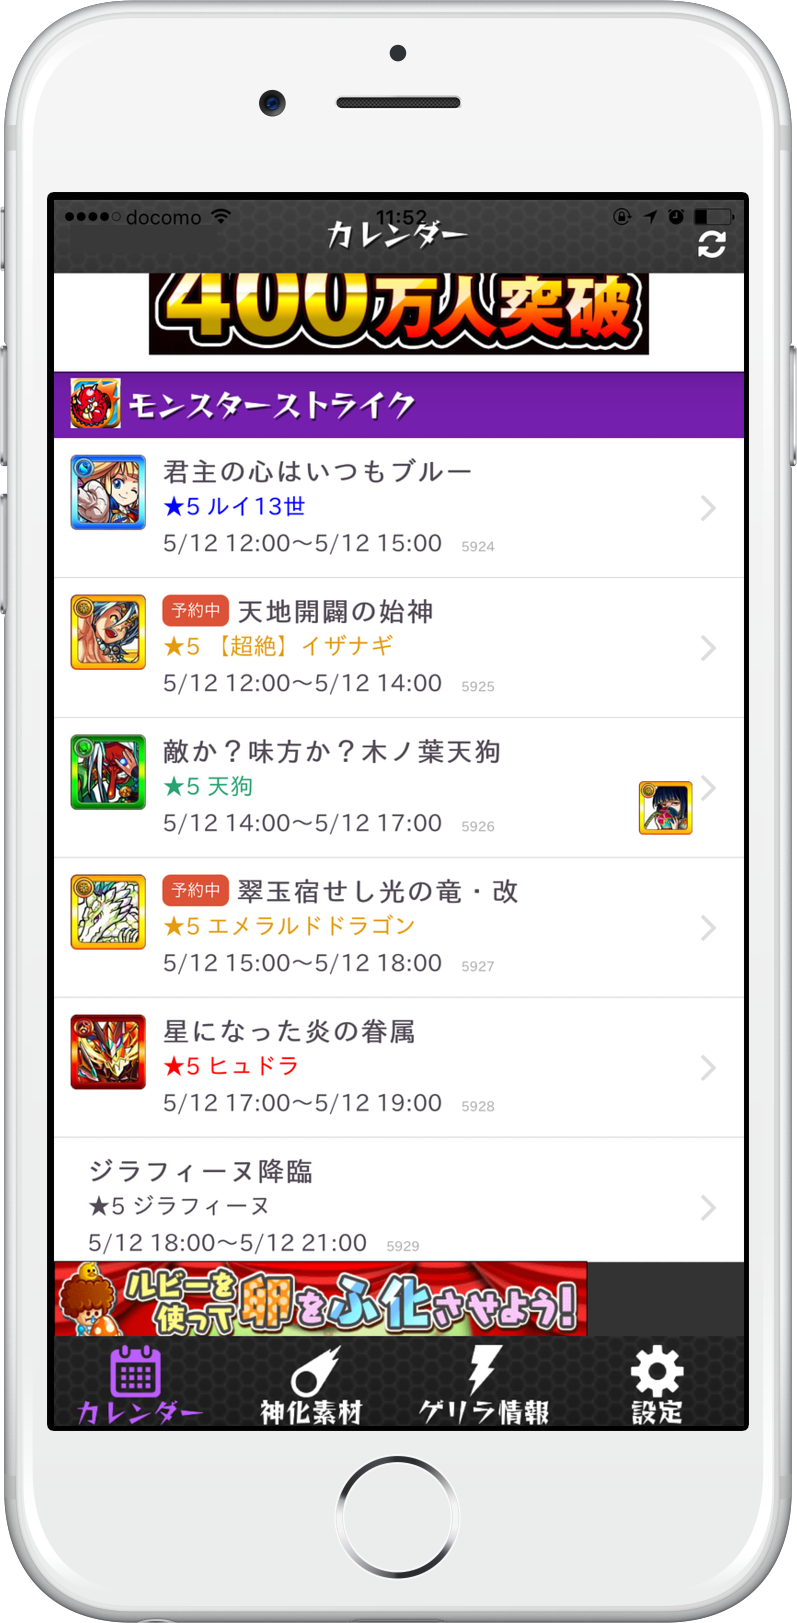 docomo 11:52
カレンダー
400万人突破
モンスターストライク
君主の心はいつもブルー
★5 ルイ13世
5/12 12:00〜5/12 15:00 5924
予約中 天地開闢の始神
★5 【超絶】イザナギ
5/12 12:00〜5/12 14:00 5925
敵か？味方か？木ノ葉天狗
★5 天狗
5/12 14:00〜5/12 17:00 5926
予約中 翠玉宿せし光の竜・改
★5 エメラルドドラゴン
5/12 15:00〜5/12 18:00 5927
星になった炎の眷属
★5 ヒュドラ
5/12 17:00〜5/12 19:00 5928
ジラフィーヌ降臨
★5 ジラフィーヌ
5/12 18:00〜5/12 21:00 5929
ルビーを
使って卵をふ化させよう!
カレンダー 神化素材 ゲリラ情報 設定